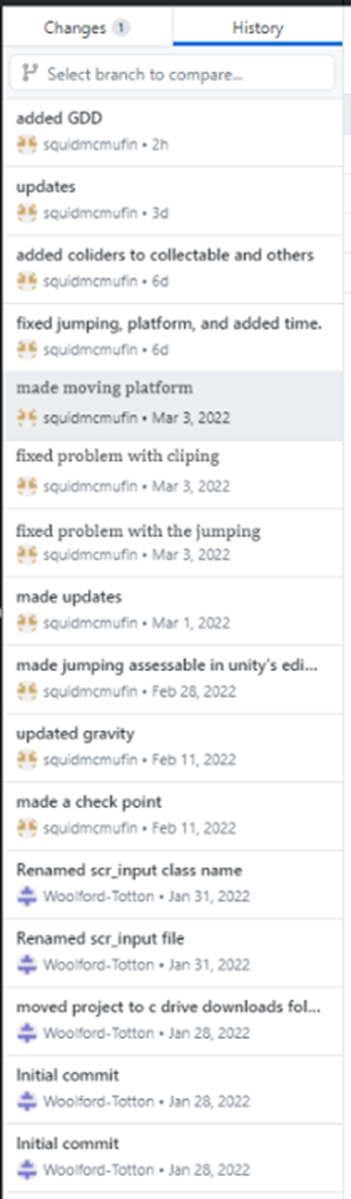 Changes 1
History
Select branch to compare...
added GDD
squidmcmufin • 2h
updates
squidmcmufin • 3d
added coliders to collectable and others
squidmcmufin • 6d
fixed jumping, platform, and added time.
squidmcmufin • 6d
made moving platform
squidmcmufin • Mar 3, 2022
fixed problem with cliping
squidmcmufin • Mar 3, 2022
fixed problem with the jumping
squidmcmufin • Mar 3, 2022
made updates
squidmcmufin • Mar 1, 2022
made jumping assessable in unity's edi...
squidmcmufin • Feb 28, 2022
updated gravity
squidmcmufin • Feb 11, 2022
made a check point
squidmcmufin • Feb 11, 2022
Renamed scr_input class name
Woolford-Totton • Jan 31, 2022
Renamed scr_input file
Woolford-Totton • Jan 31, 2022
moved project to c drive downloads fol...
Woolford-Totton • Jan 28, 2022
Initial commit
Woolford-Totton • Jan 28, 2022
Initial commit
Woolford-Totton • Jan 28, 2022